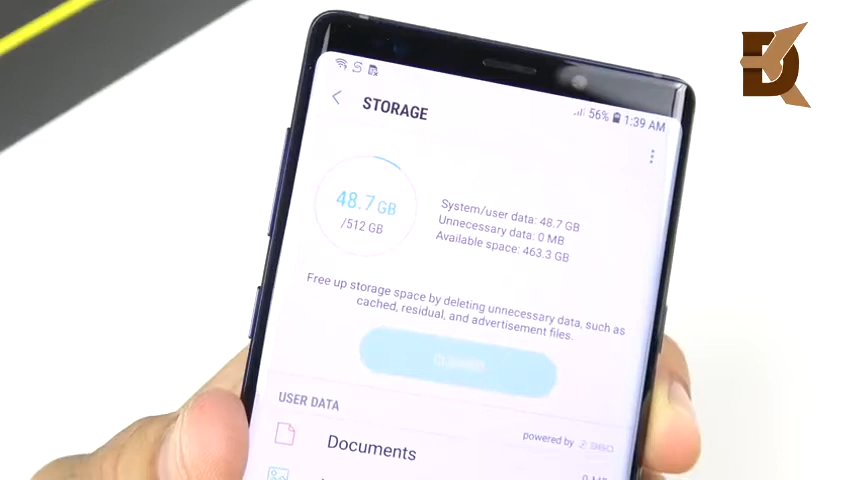 56% 1:39 AM
STORAGE
48.7 GB
/512 GB
System/user data: 48.7 GB
Unnecessary data: 0 MB
Available space: 463.3 GB
Free up storage space by deleting unnecessary data, such as
cached, residual, and advertisement files.
USER DATA
powered by 360
Documents